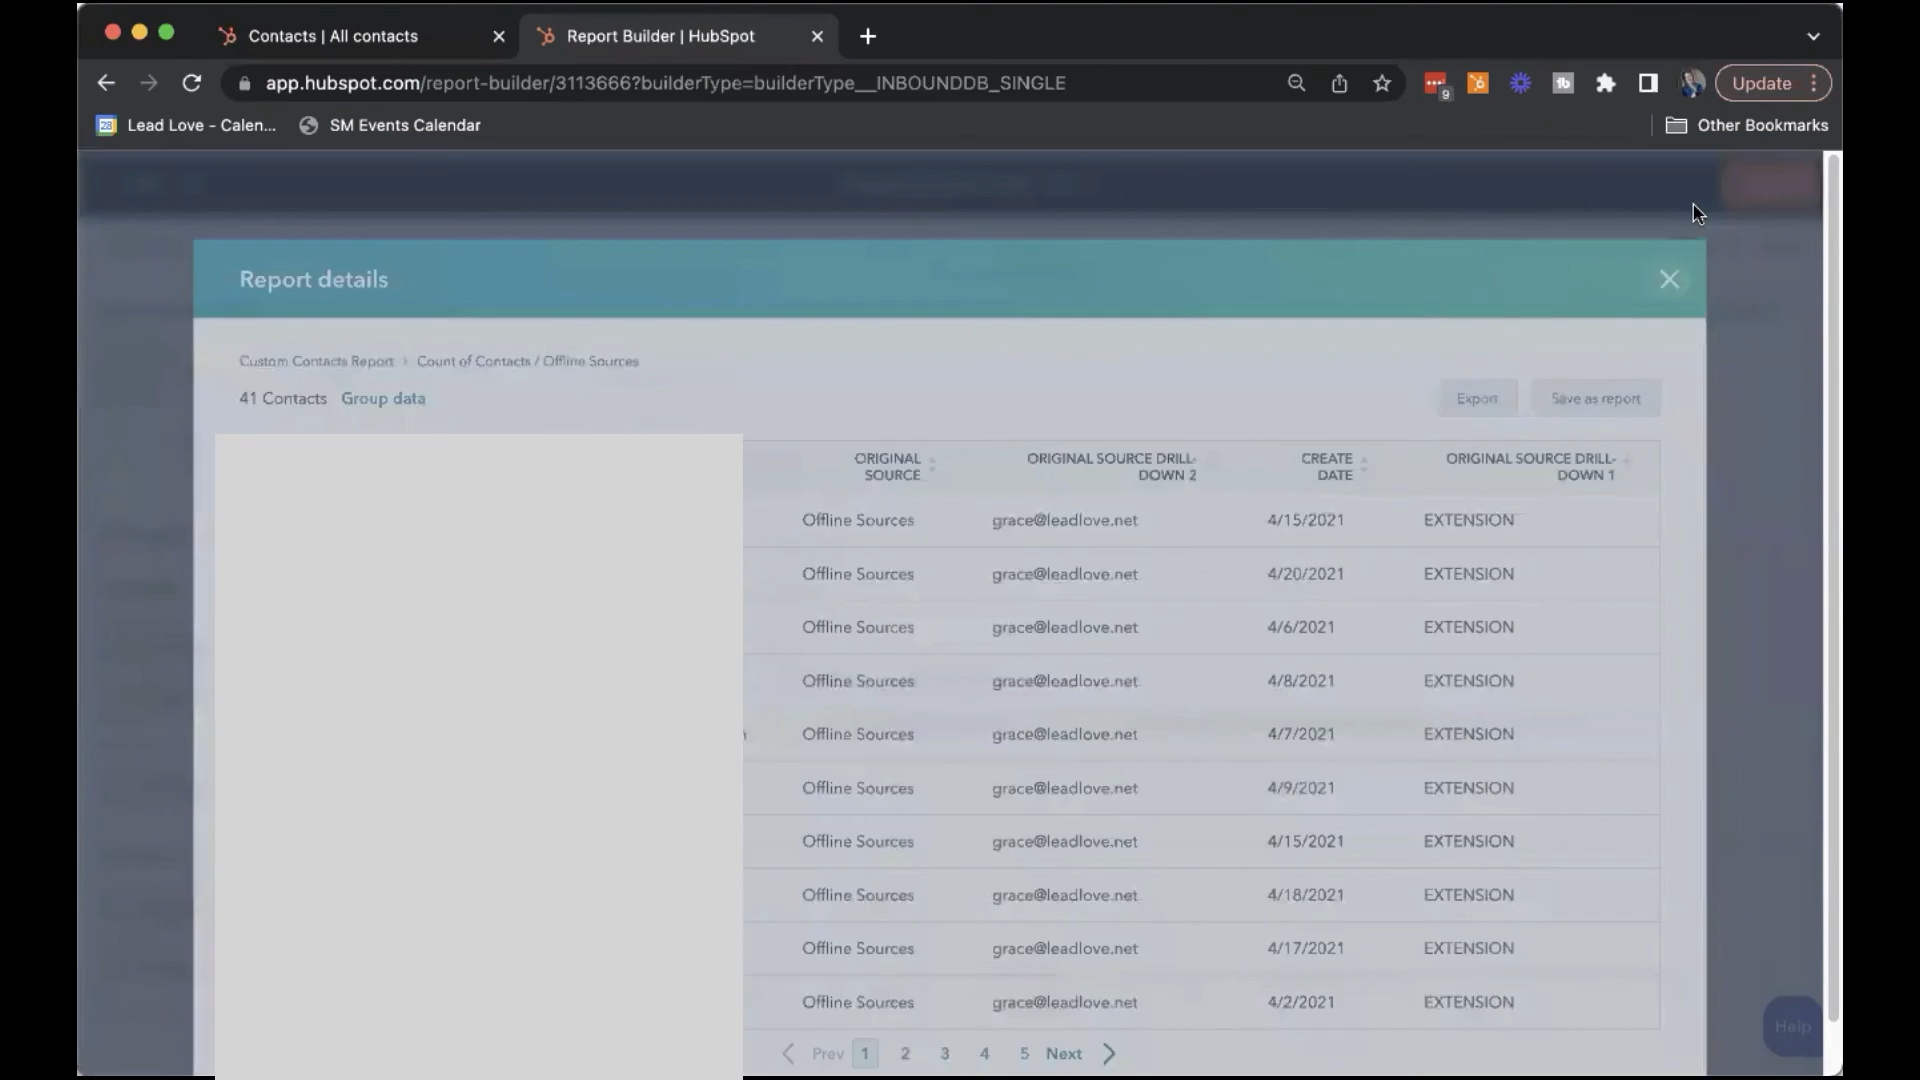 Contacts | All contacts
Report Builder | HubSpot
app.hubspot.com/report-builder/3113666?builderType=builderType__INBOUNDDB_SINGLE
9
Update
28
Lead Love - Calen...
SM Events Calendar
Other Bookmarks
Report details
Custom Contacts Report › Count of Contacts / Offline Sources
41 Contacts Group data
Export
Save as report
ORIGINAL SOURCE
ORIGINAL SOURCE DRILL-DOWN 2
CREATE DATE
ORIGINAL SOURCE DRILL-DOWN 1
Offline Sources grace@leadlove.net 4/15/2021 EXTENSION
Offline Sources grace@leadlove.net 4/20/2021 EXTENSION
Offline Sources grace@leadlove.net 4/6/2021 EXTENSION
Offline Sources grace@leadlove.net 4/8/2021 EXTENSION
Offline Sources grace@leadlove.net 4/7/2021 EXTENSION
Offline Sources grace@leadlove.net 4/9/2021 EXTENSION
Offline Sources grace@leadlove.net 4/15/2021 EXTENSION
Offline Sources grace@leadlove.net 4/18/2021 EXTENSION
Offline Sources grace@leadlove.net 4/17/2021 EXTENSION
Offline Sources grace@leadlove.net 4/2/2021 EXTENSION
Prev 1 2 3 4 5 Next
Help